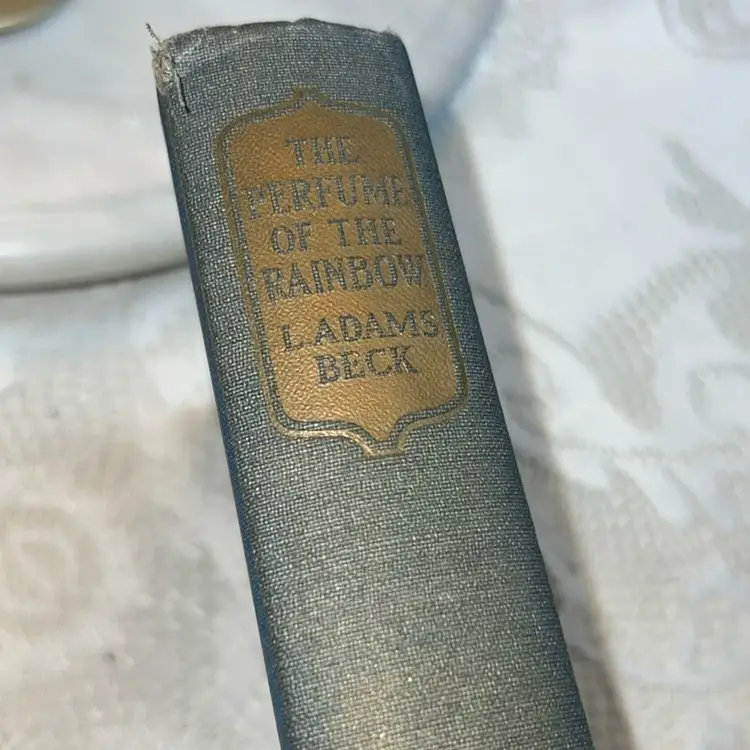 THE
PERFUME
OF THE
RAINBOW
L. ADAMS
BECK